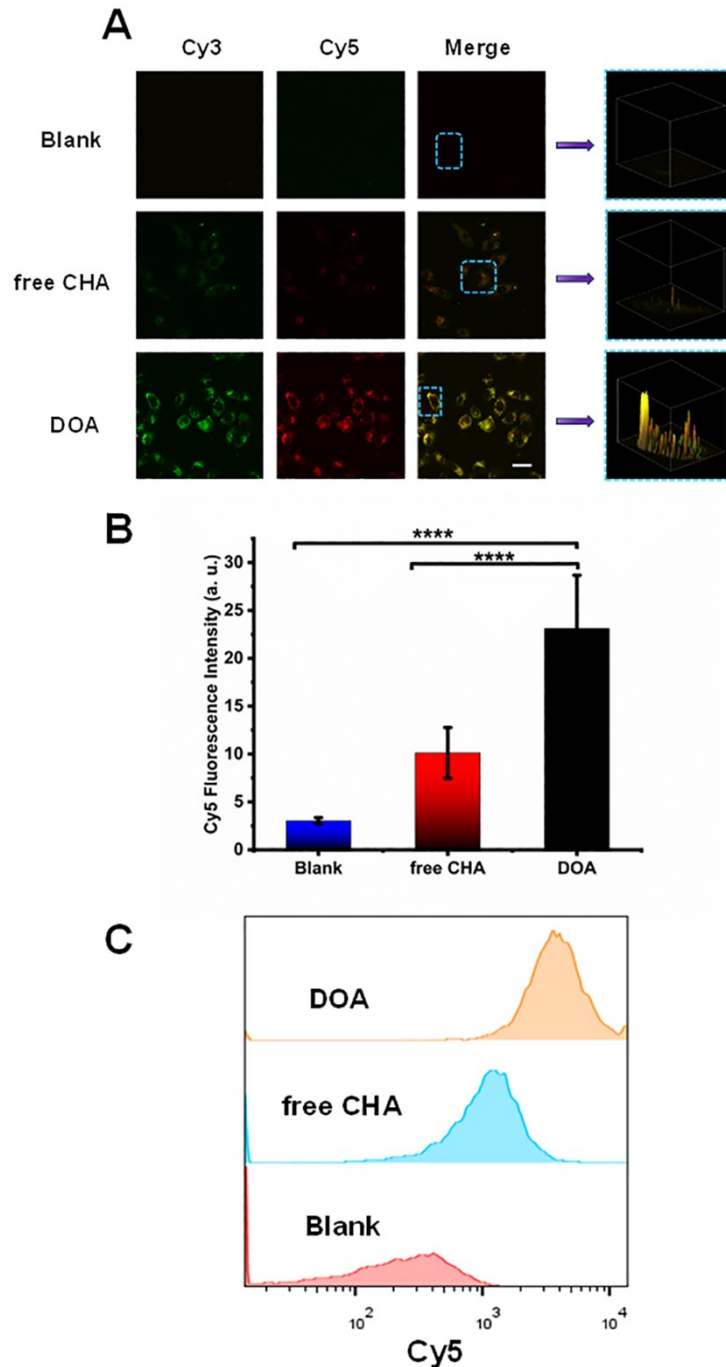 A
Cy3 Cy5 Merge
Blank
free CHA
DOA
B
Cy5 Fluorescence Intensity (a. u.)
30
25
20
15
10
5
0
****
****
Blank free CHA DOA
C
DOA
free CHA
Blank
10² 10³ 10⁴
Cy5